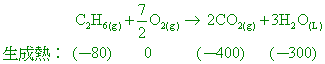 C₂H₆(g) + 7/2 O₂(g) → 2CO₂(g) + 3H₂O(L)
生成熱： (−80) 0 (−400) (−300)